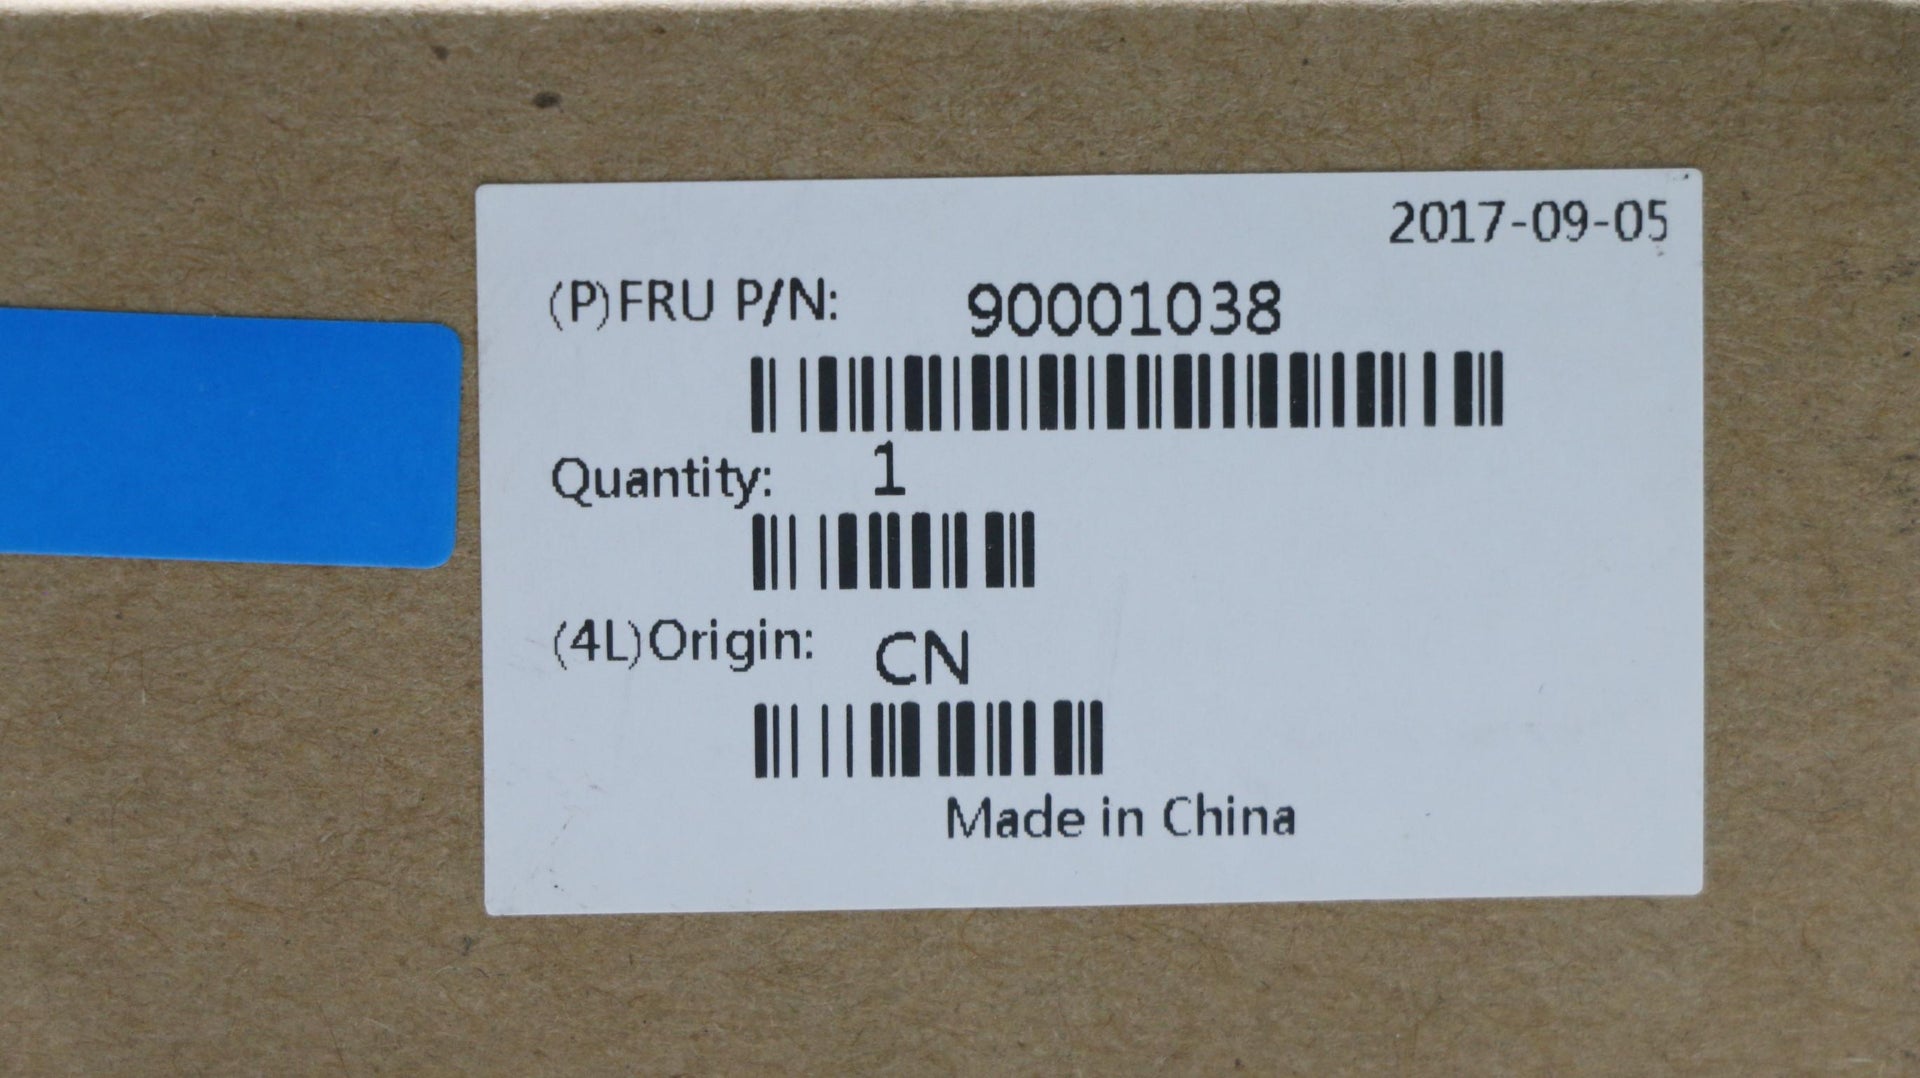 2017-09-05
(P)FRU P/N: 90001038
Quantity: 1
(4L)Origin: CN
Made in China